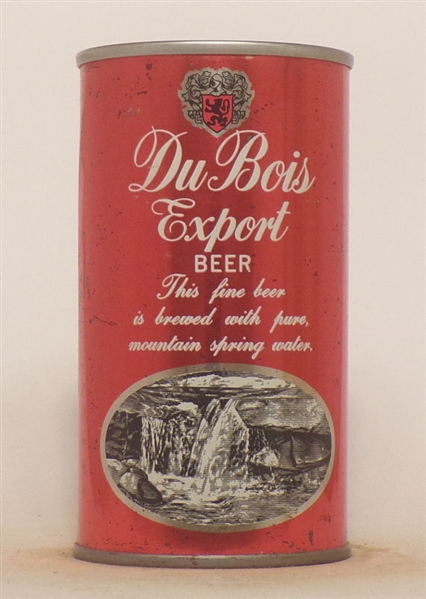 Du Bois
Export
BEER
This fine beer
is brewed with pure,
mountain spring water.